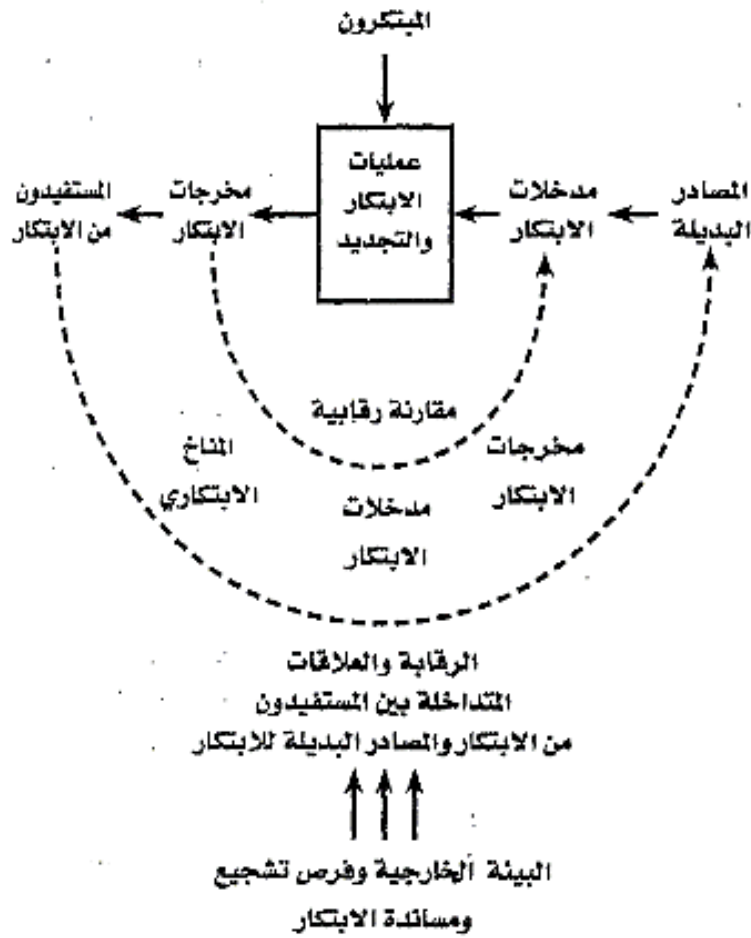 المبتكرون
عمليات
الابتكار
والتجديد
المصادر
البديلة
مدخلات
الابتكار
مخرجات
الابتكار
المستفيدون
من الابتكار
مقارنة رقابية
مخرجات
الابتكار
المناخ
الابتكاري
مدخلات
الابتكار
الرقابة والعلاقات
المتداخلة بين المستفيدون
من الابتكار والمصادر البديلة للابتكار
البيئة الخارجية وفرص تشجيع
ومساندة الابتكار